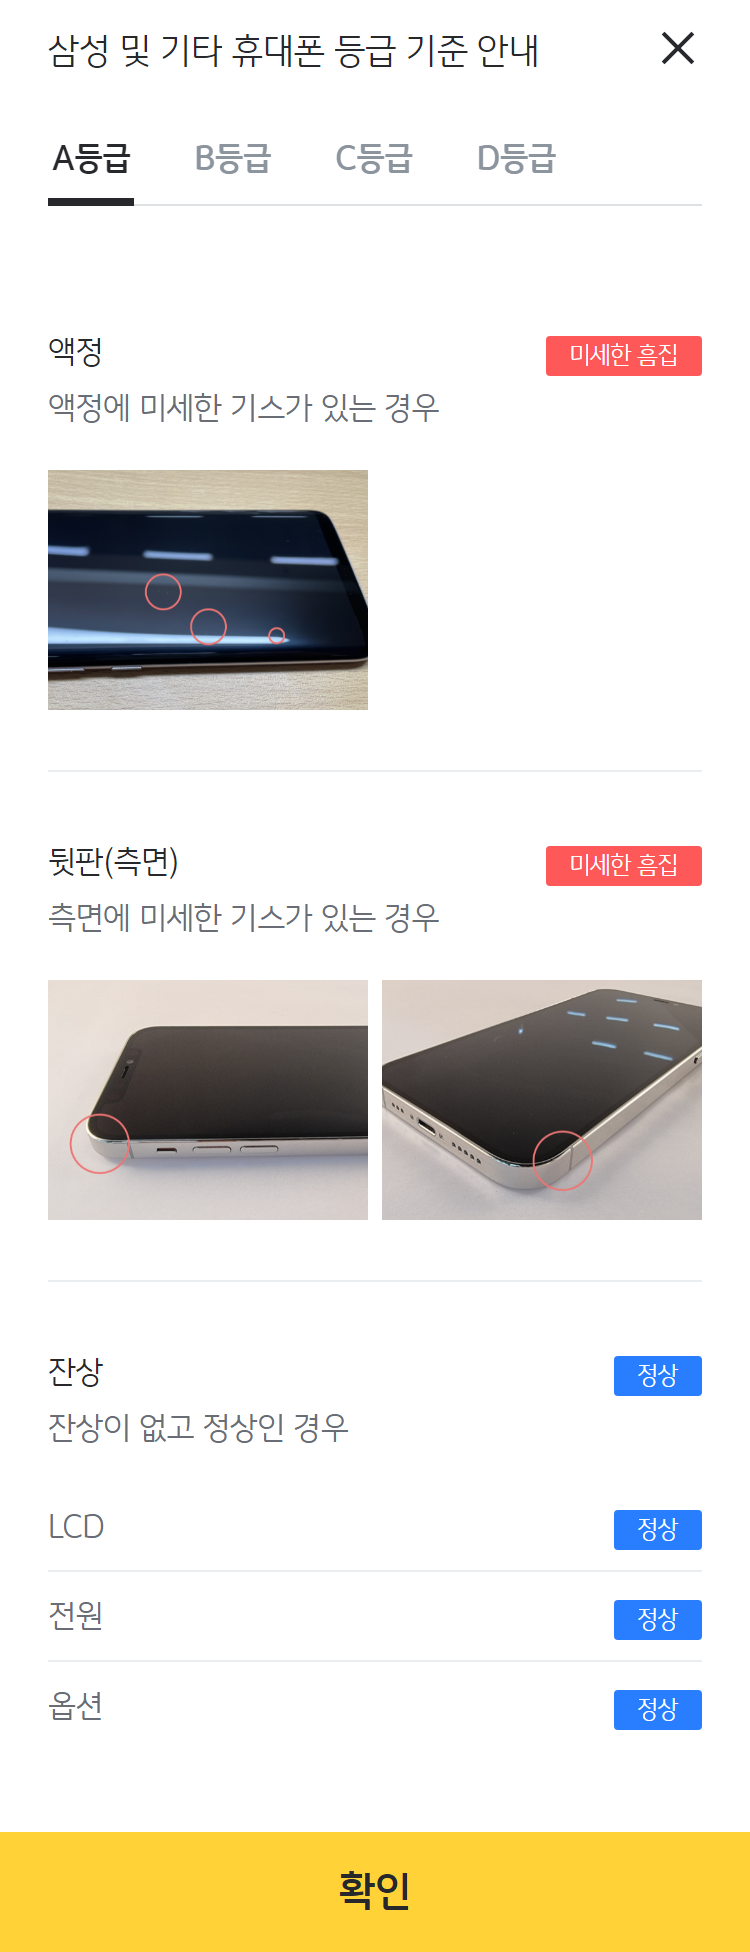 삼성 및 기타 휴대폰 등급 기준 안내
A등급 B등급 C등급 D등급
액정 미세한 흠집
액정에 미세한 기스가 있는 경우
뒷판(측면) 미세한 흠집
측면에 미세한 기스가 있는 경우
잔상 정상
잔상이 없고 정상인 경우
LCD 정상
전원 정상
옵션 정상
확인